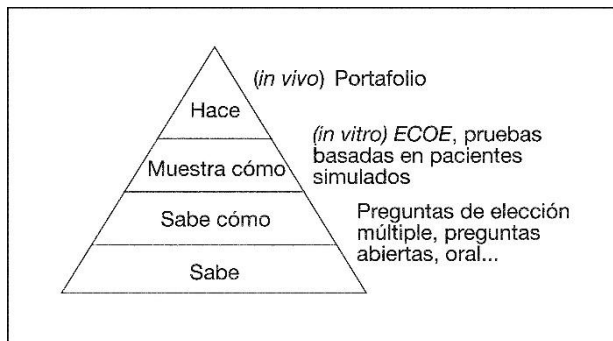 (in vivo) Portafolio
Hace
(in vitro) ECOE, pruebas
basadas en pacientes
simulados
Muestra cómo
Preguntas de elección
múltiple, preguntas
abiertas, oral...
Sabe cómo
Sabe